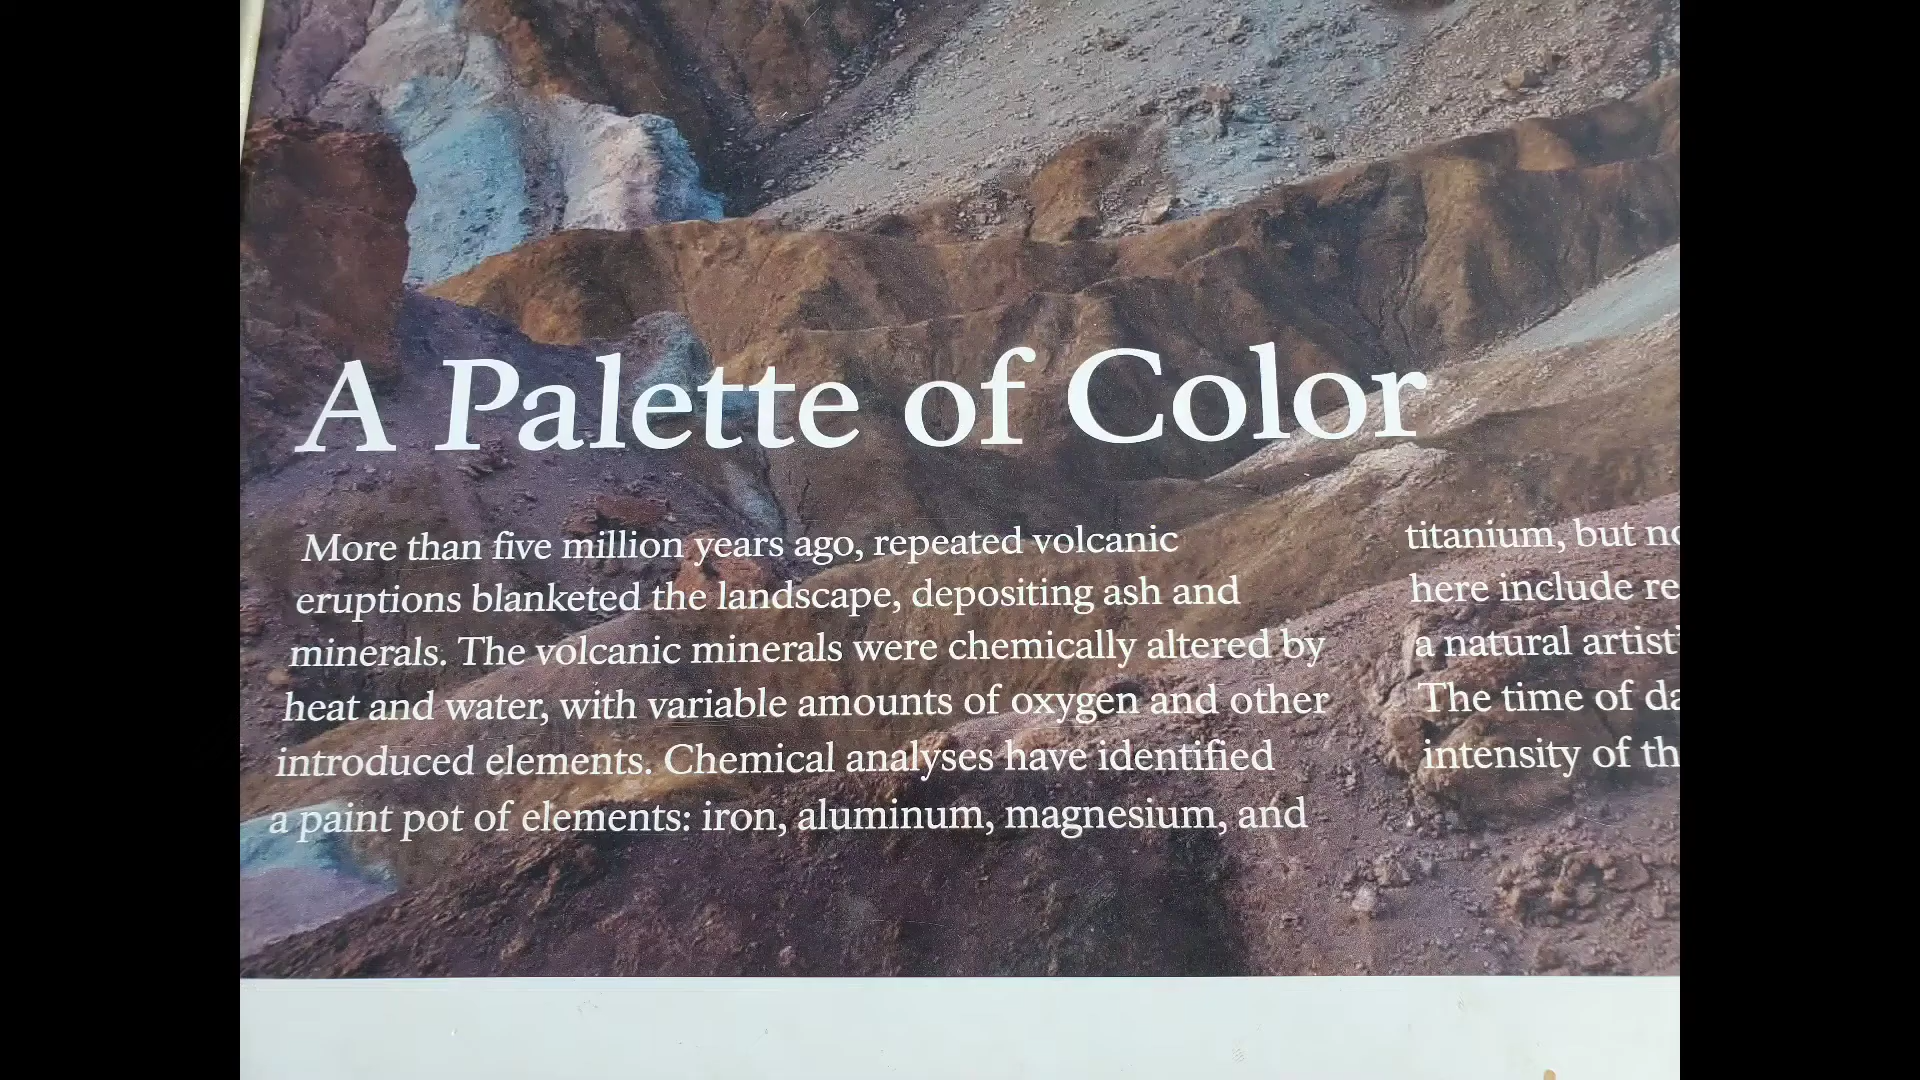 A Palette of Color
More than five million years ago, repeated volcanic
eruptions blanketed the landscape, depositing ash and
minerals. The volcanic minerals were chemically altered by
heat and water, with variable amounts of oxygen and other
introduced elements. Chemical analyses have identified
a paint pot of elements: iron, aluminum, magnesium, and
titanium, but
here include
a natural
The time of
intensity of